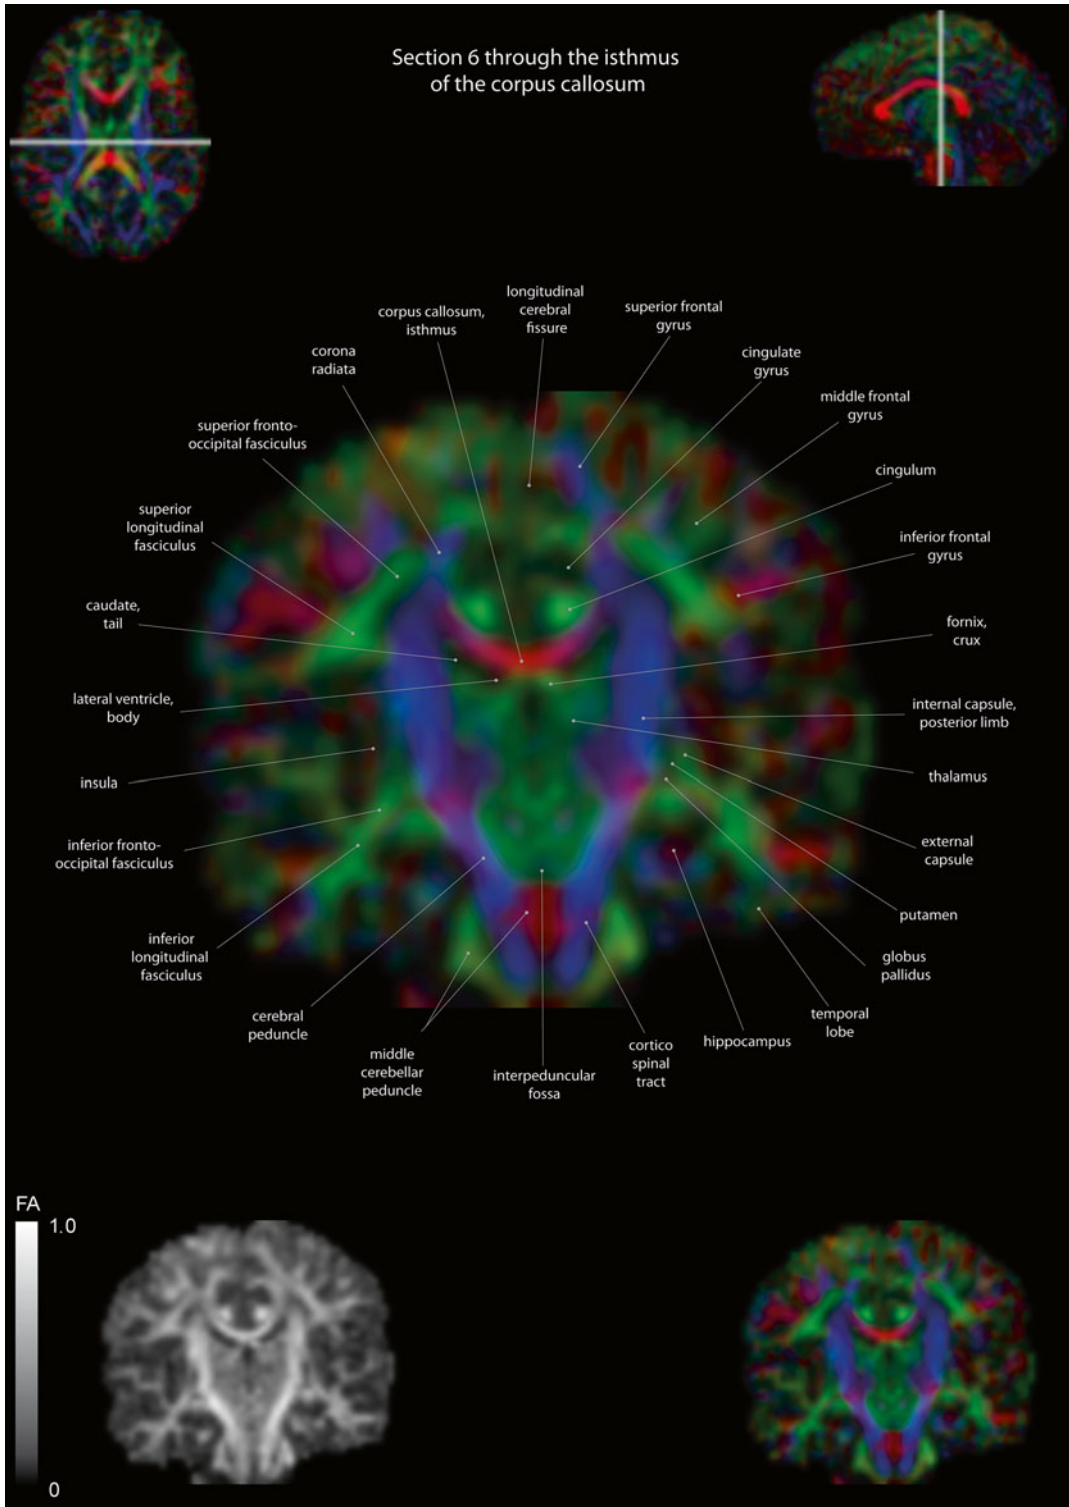 Section 6 through the isthmus
of the corpus callosum
longitudinal
cerebral
fissure
corpus callosum,
isthmus
superior frontal
gyrus
corona
radiata
cingulate
gyrus
superior fronto-
occipital fasciculus
middle frontal
gyrus
cingulum
superior
longitudinal
fasciculus
inferior frontal
gyrus
caudate,
tail
fornix,
crux
lateral ventricle,
body
internal capsule,
posterior limb
insula
thalamus
inferior fronto-
occipital fasciculus
external
capsule
putamen
inferior
longitudinal
fasciculus
globus
pallidus
cerebral
peduncle
temporal
lobe
middle
cerebellar
peduncle
interpeduncular
fossa
cortico
spinal
tract
hippocampus
FA
1.0
0